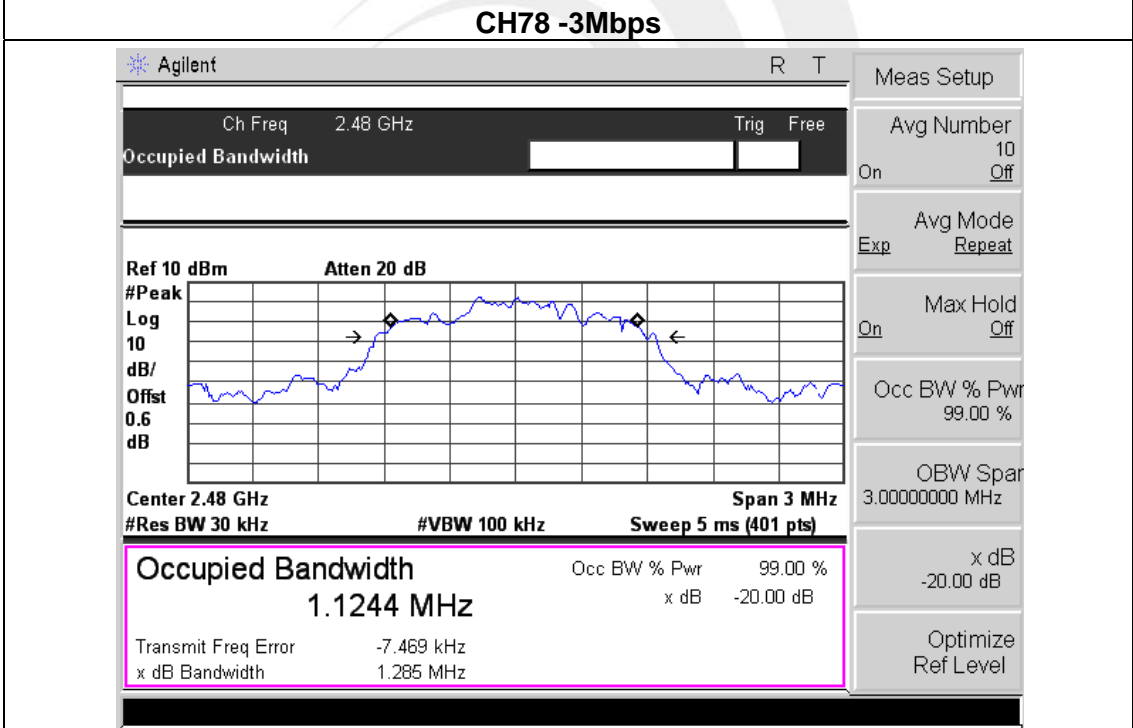 CH78 -3Mbps
Agilent R T
Ch Freq 2.48 GHz Trig Free
Occupied Bandwidth
Ref 10 dBm Atten 20 dB
#Peak
Log
10
dB/
Offst
0.6
dB
Center 2.48 GHz Span 3 MHz
#Res BW 30 kHz #VBW 100 kHz Sweep 5 ms (401 pts)
Occupied Bandwidth
1.1244 MHz
Occ BW % Pwr 99.00 %
x dB -20.00 dB
Transmit Freq Error -7.469 kHz
x dB Bandwidth 1.285 MHz
Meas Setup
Avg Number
10
On Off
Avg Mode
Exp Repeat
Max Hold
On Off
Occ BW % Pwr
99.00 %
OBW Span
3.00000000 MHz
x dB
-20.00 dB
Optimize
Ref Level